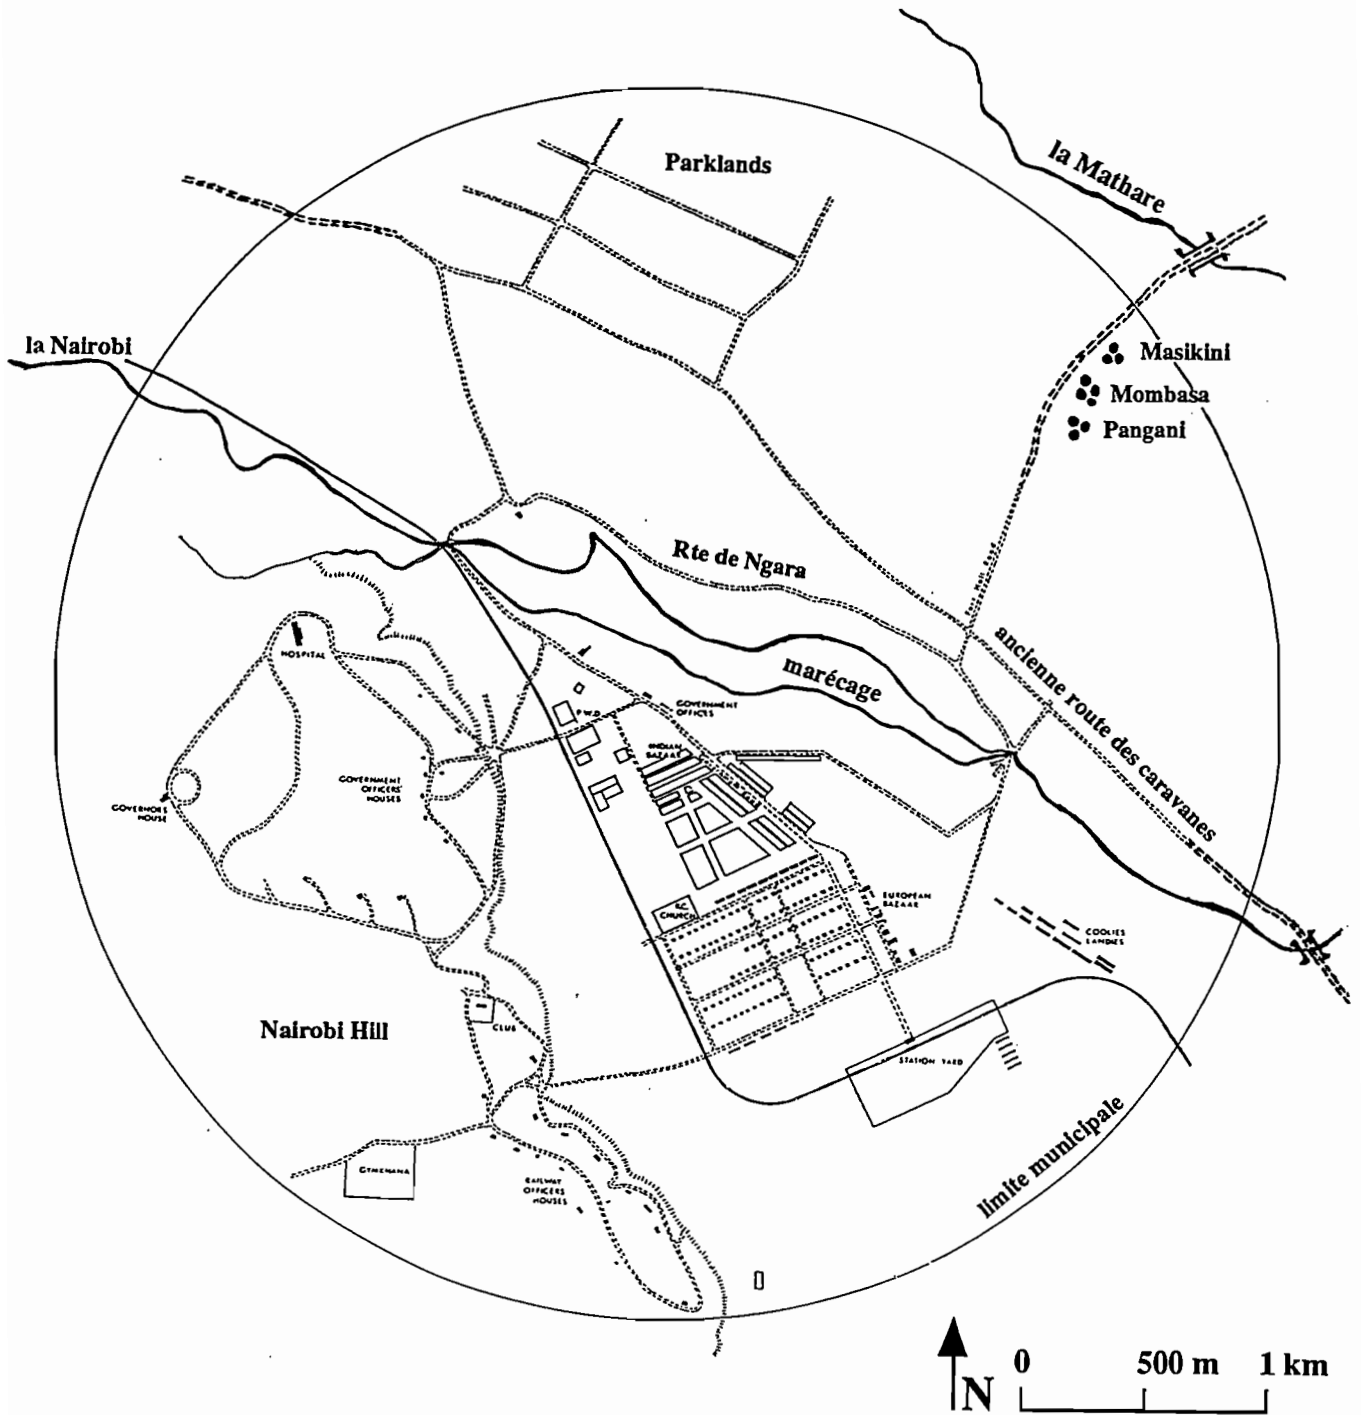 Parklands
la Mathare
la Nairobi
Masikini
Mombasa
Pangani
Rte de Ngara
ancienne route des caravanes
marécage
HOSPITAL
GOVERNMENT
OFFICES
P.W.D.
INDIAN
BAZAAR
GOVERNMENT
OFFICERS'
HOUSES
GOVERNORS
HOUSE
R.C.
CHURCH
EUROPEAN
BAZAAR
COOLIES
LANDIES
Nairobi Hill
CLUB
STATION YARD
limite municipale
GYMKHANA
RAILWAY
OFFICERS'
HOUSES
0 500 m 1 km
N